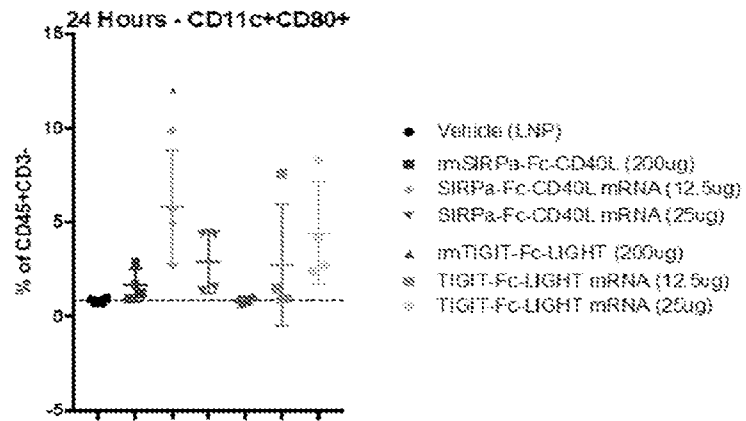 24 Hours - CD11c+CD80+
15
10
5
0
-5
% of CD45+CD3-
Vehicle (LNP)
rmSIRPa-Fc-CD40L (200ug)
SIRPa-Fc-CD40L mRNA (12.5ug)
SIRPa-Fc-CD40L mRNA (25ug)
rmTIGIT-Fc-LIGHT (200ug)
TIGIT-Fc-LIGHT mRNA (12.5ug)
TIGIT-Fc-LIGHT mRNA (25ug)